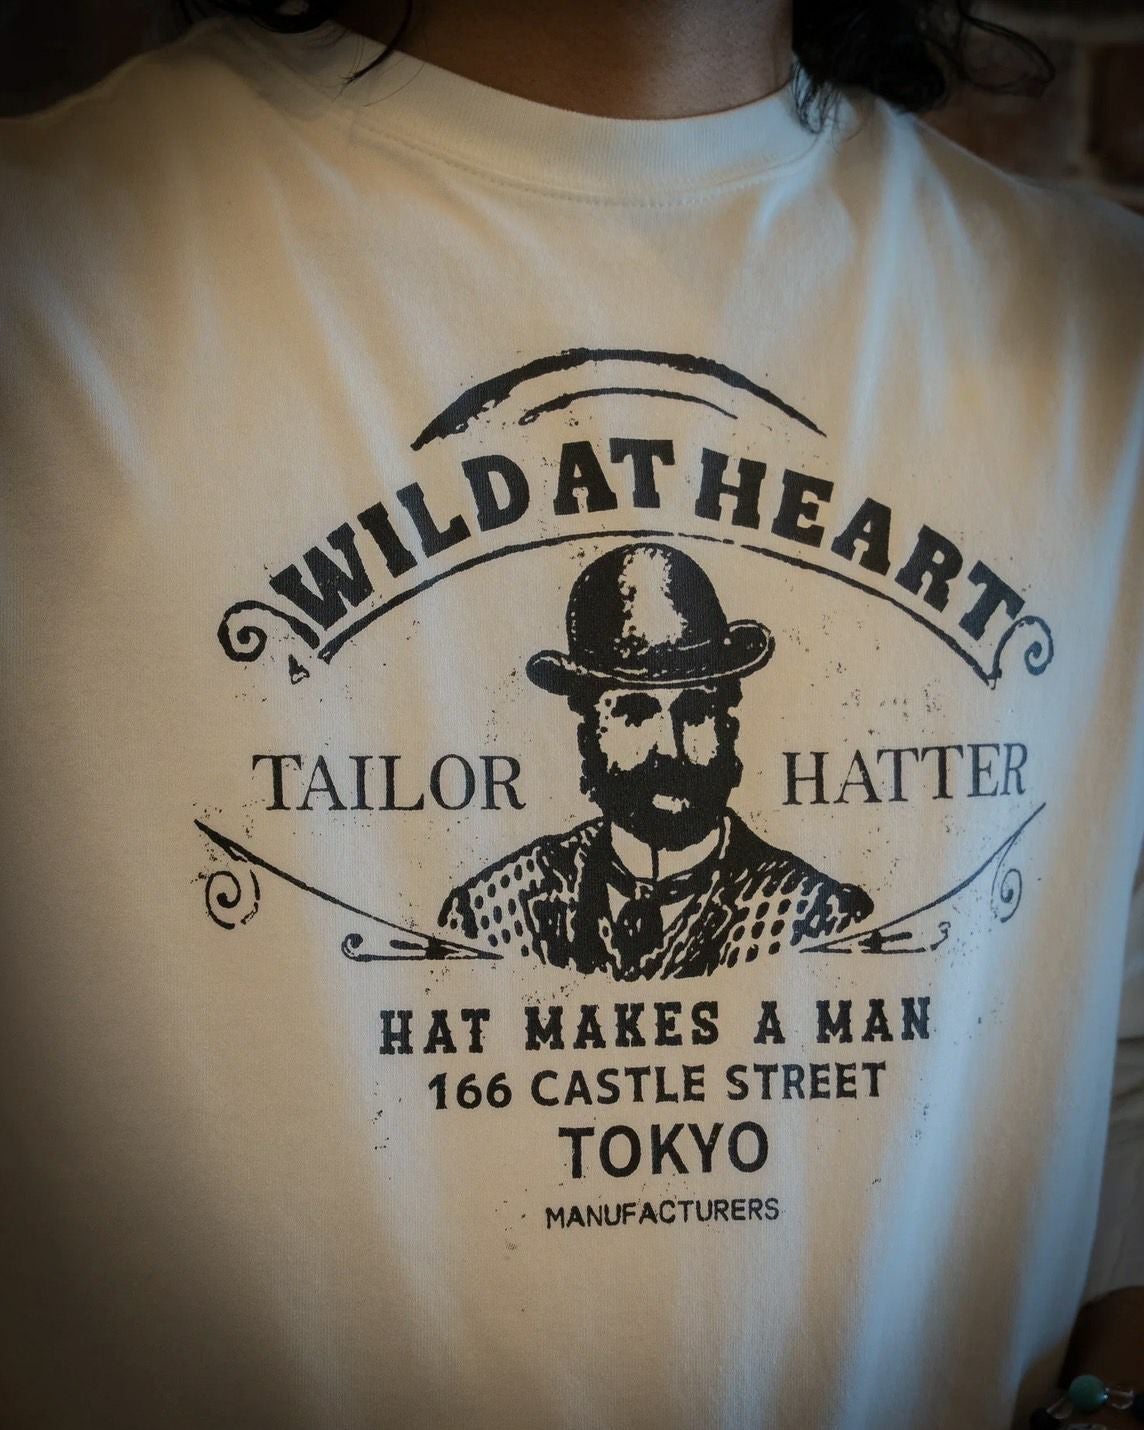 WILD AT HEART
TAILOR HATTER
HAT MAKES A MAN
166 CASTLE STREET
TOKYO
MANUFACTURERS